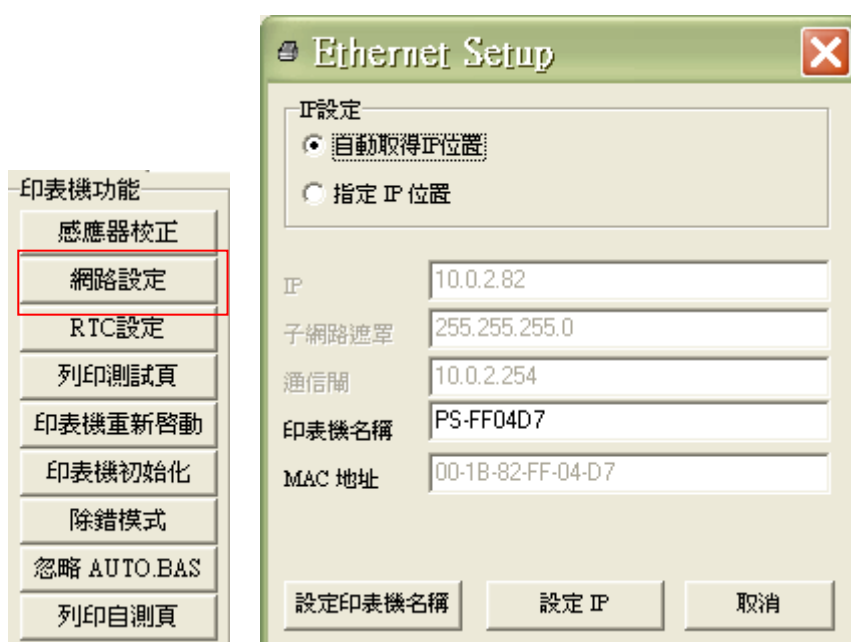 印表機功能
感應器校正
網路設定
RTC設定
列印測試頁
印表機重新啓動
印表機初始化
除錯模式
忽略 AUTO.BAS
列印自測頁
Ethernet Setup
IP設定
自動取得IP位置
指定 IP 位置
IP 10.0.2.82
子網路遮罩 255.255.255.0
通信閘 10.0.2.254
印表機名稱 PS-FF04D7
MAC 地址 00-1B-82-FF-04-D7
設定印表機名稱 設定 IP 取消